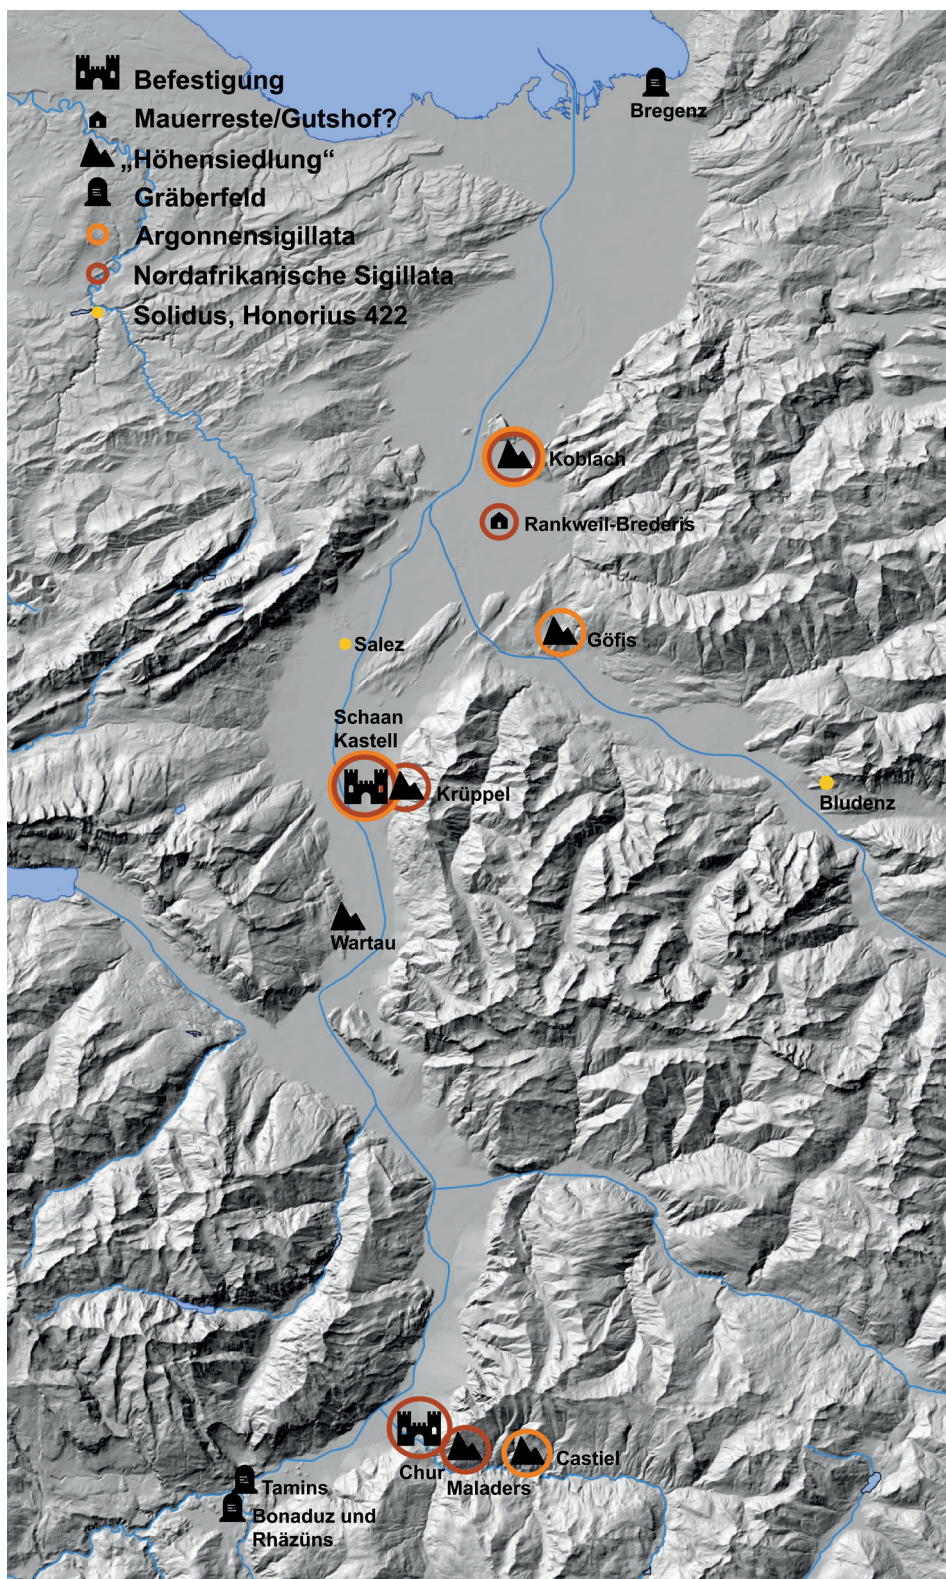 Befestigung
Mauerreste/Gutshof?
„Höhensiedlung“
Gräberfeld
Argonnensigillata
Nordafrikanische Sigillata
Solidus, Honorius 422
Bregenz
Koblach
Rankweil-Brederis
Göfis
Salez
Schaan
Kastell
Krüppel
Bludenz
Wartau
Chur
Maladers
Castiel
Tamins
Bonaduz und
Rhäzüns